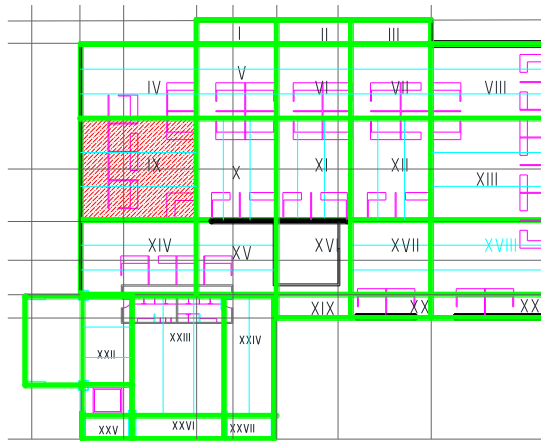 I II III
IV V VI VII VIII
IX X XI XII XIII
XIV XV XVI XVII XVIII
XIX XX XX
XXII XXIII XXIV
XXV XXVI XXVII